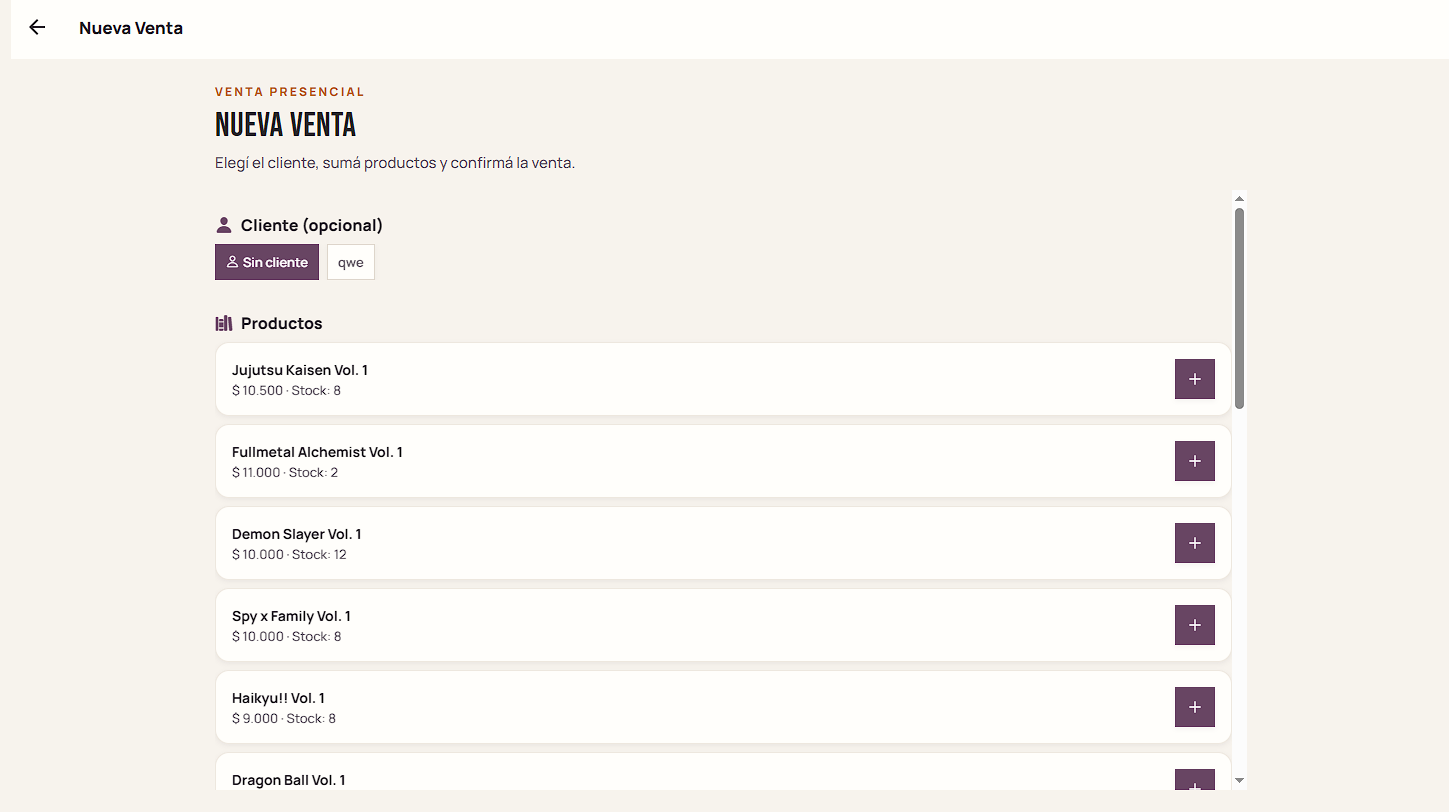 Nueva Venta
VENTA PRESENCIAL
NUEVA VENTA
Elegí el cliente, sumá productos y confirmá la venta.
Cliente (opcional)
Sin cliente
qwe
Productos
Jujutsu Kaisen Vol. 1
$ 10.500 · Stock: 8
+
Fullmetal Alchemist Vol. 1
$ 11.000 · Stock: 2
+
Demon Slayer Vol. 1
$ 10.000 · Stock: 12
+
Spy x Family Vol. 1
$ 10.000 · Stock: 8
+
Haikyu!! Vol. 1
$ 9.000 · Stock: 8
+
Dragon Ball Vol. 1
+